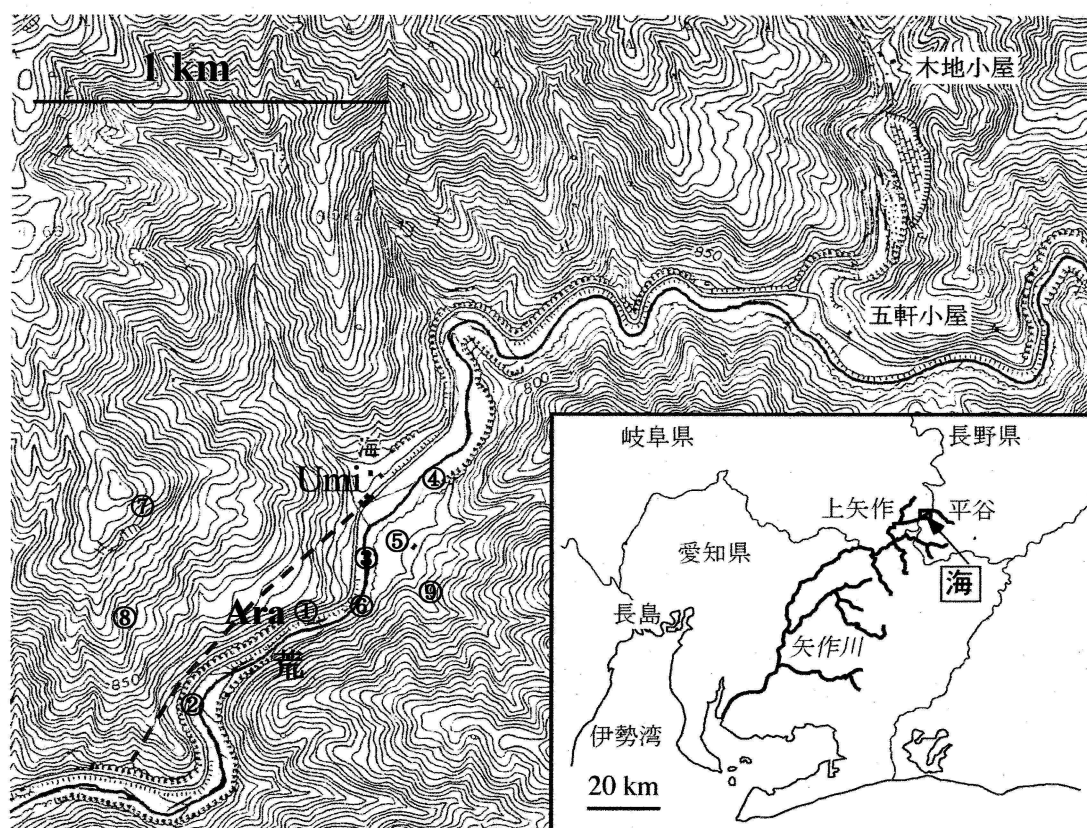 1 km
木地小屋
850
五軒小屋
800
海
Umi
④
⑦
⑤
③
⑨
⑧
Ara ①
⑥
荒
850
②
岐阜県
長野県
上矢作
平谷
愛知県
海
長島
矢作川
伊勢湾
20 km